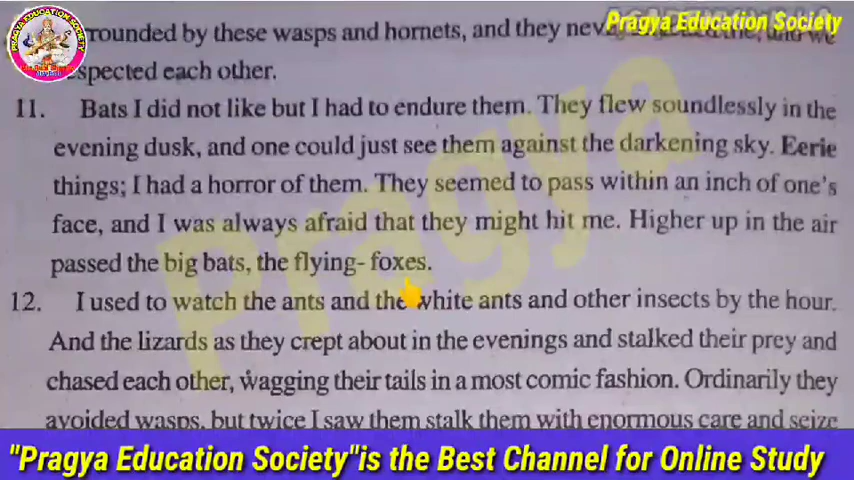 Pragya Education Society
rounded by these wasps and hornets, and they
spected each other.
11. Bats I did not like but I had to endure them. They flew soundlessly in the
evening dusk, and one could just see them against the darkening sky. Eerie
things; I had a horror of them. They seemed to pass within an inch of one's
face, and I was always afraid that they might hit me. Higher up in the air
passed the big bats, the flying- foxes.
12. I used to watch the ants and the white ants and other insects by the hour.
And the lizards as they crept about in the evenings and stalked their prey and
chased each other, wagging their tails in a most comic fashion. Ordinarily they
avoided wasps, but twice I saw them stalk them with enormous care and seize
Pragya
"Pragya Education Society"is the Best Channel for Online Study